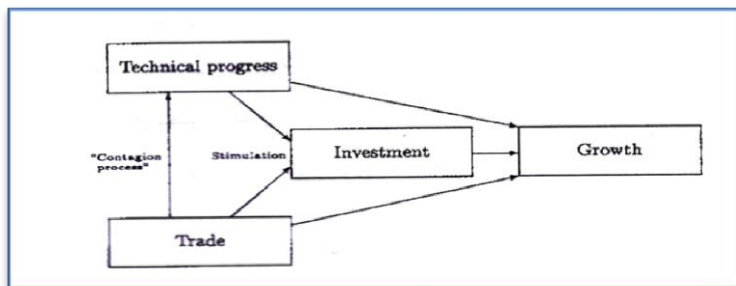 Technical progress
"Contagion
process"
Stimulation
Investment
Growth
Trade